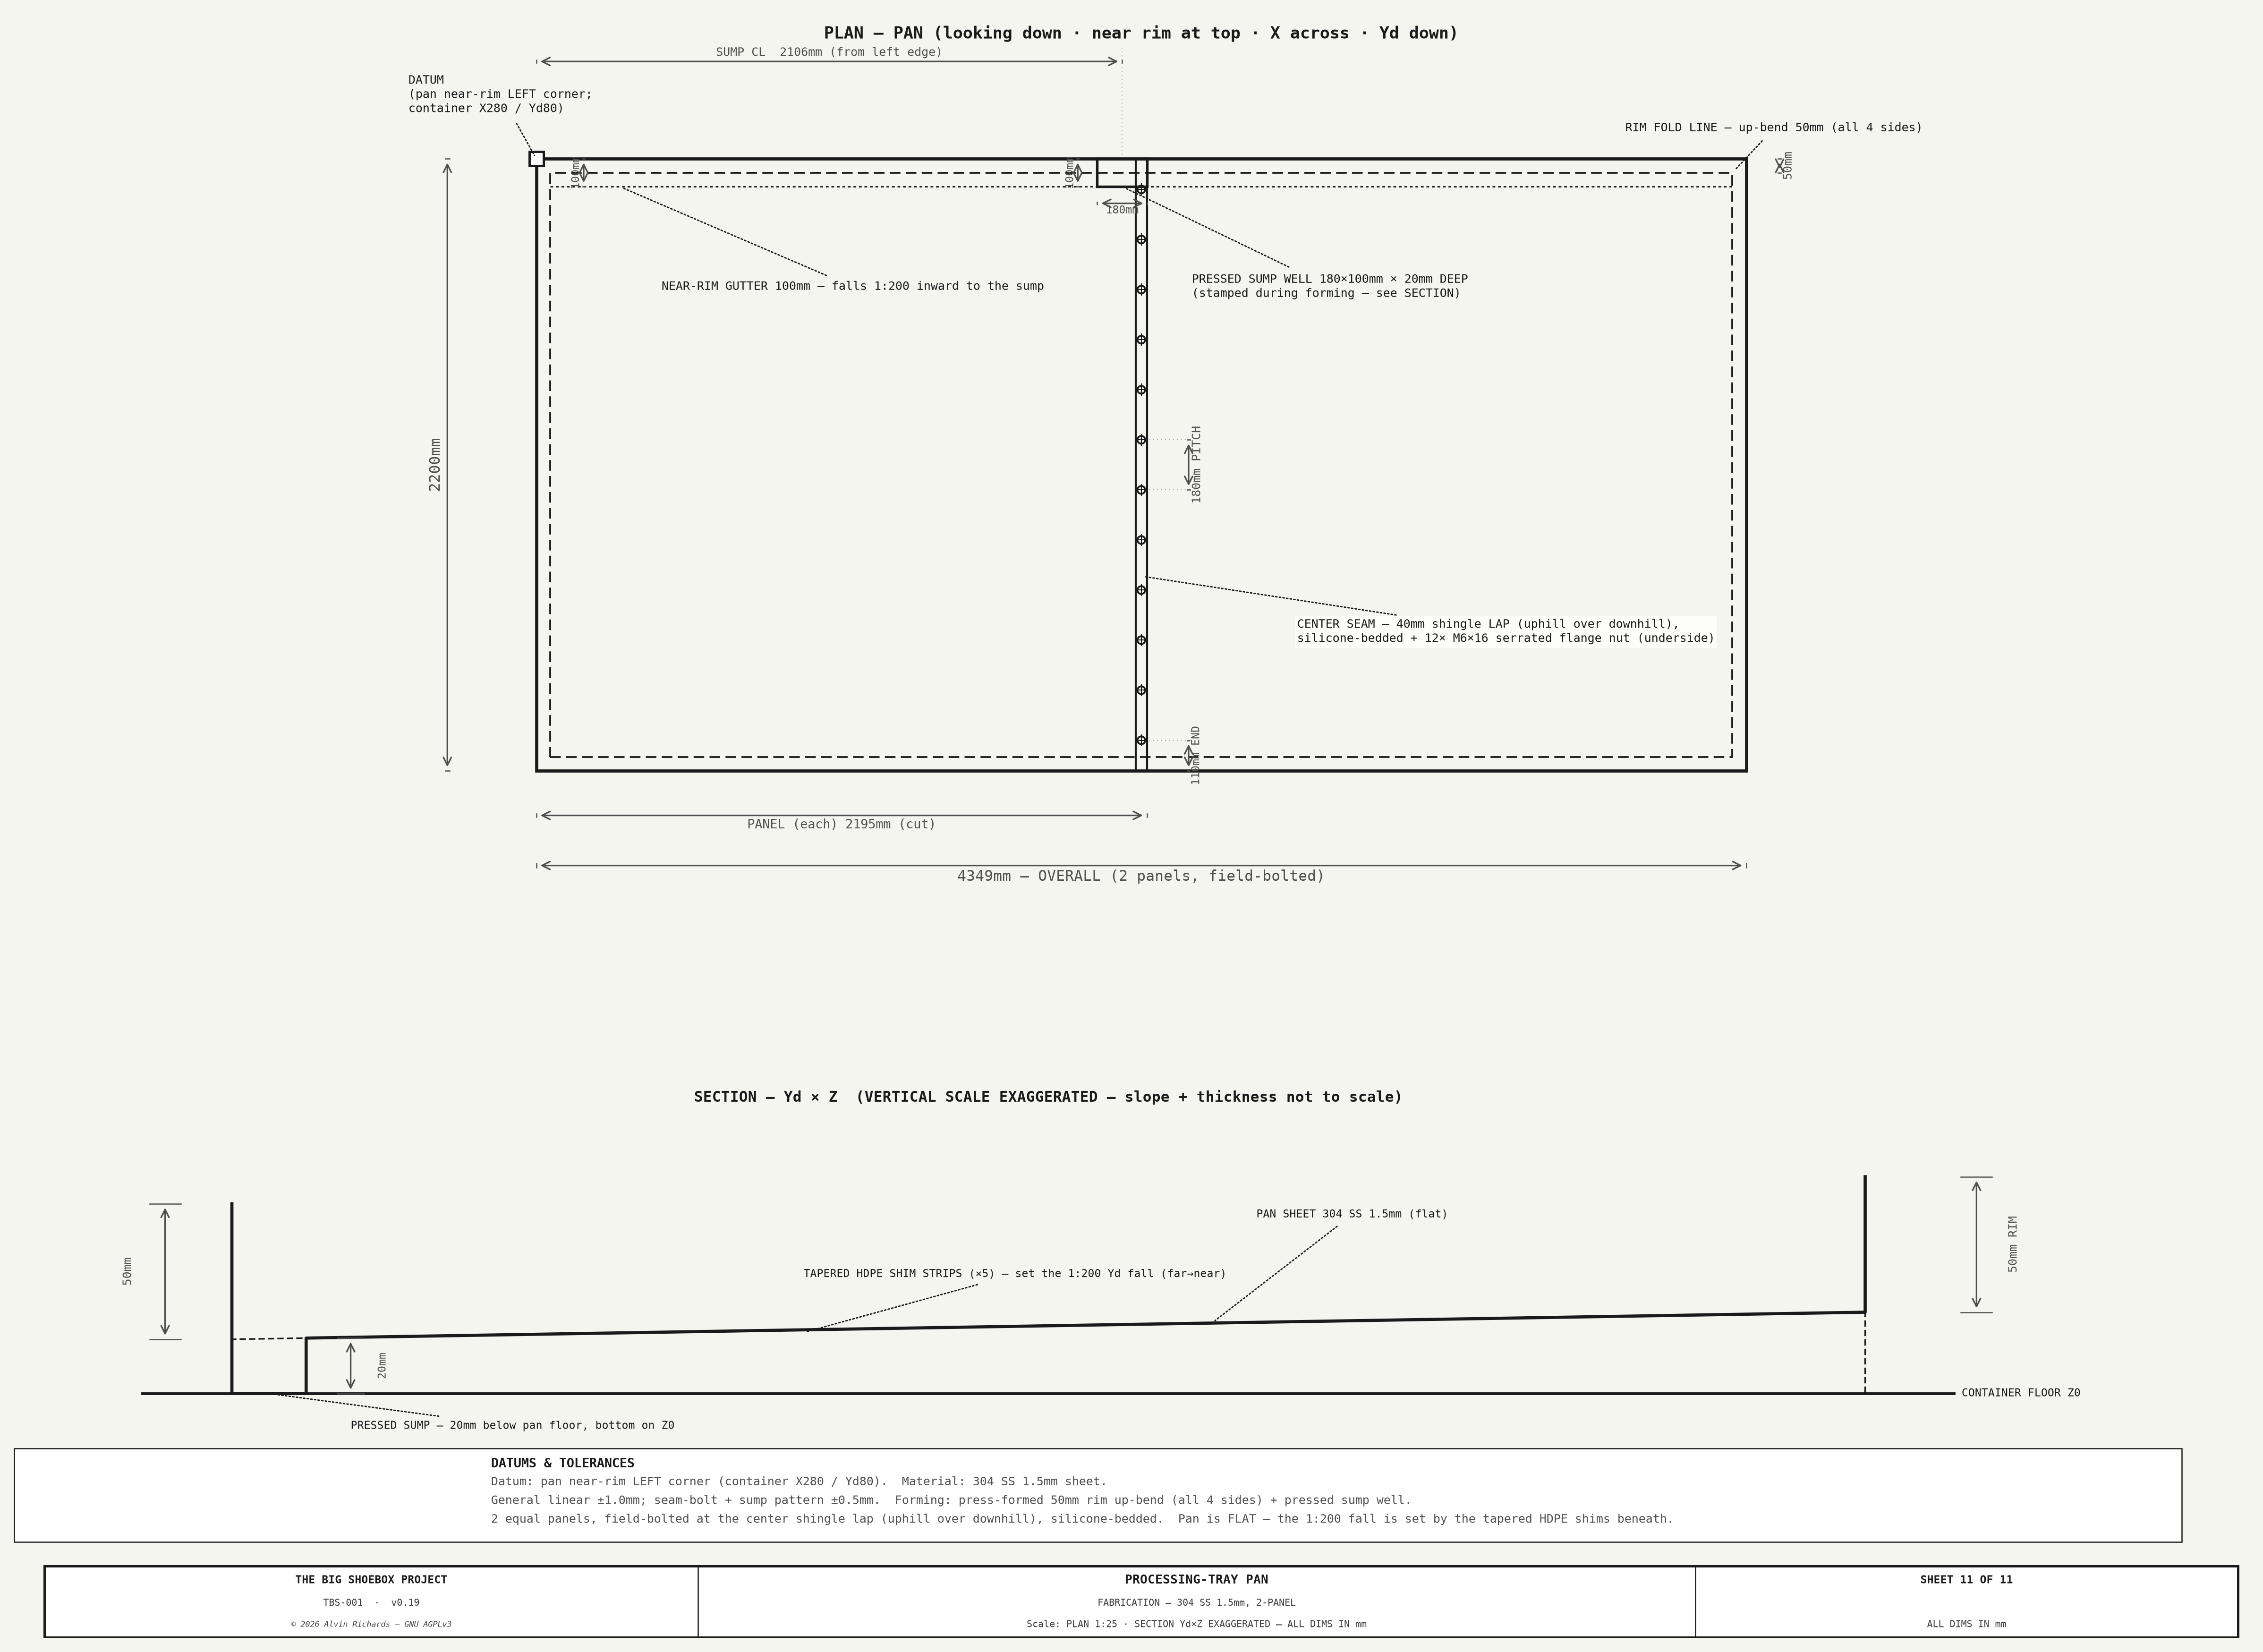 PLAN — PAN (looking down · near rim at top · X across · Yd down)
SUMP CL  2106mm (from left edge)
DATUM
(pan near-rim LEFT corner;
container X280 / Yd80)
RIM FOLD LINE — up-bend 50mm (all 4 sides)
100mm
100mm
50mm
180mm
NEAR-RIM GUTTER 100mm — falls 1:200 inward to the sump
PRESSED SUMP WELL 180×100mm × 20mm DEEP
(stamped during forming — see SECTION)
2200mm
180mm PITCH
CENTER SEAM — 40mm shingle LAP (uphill over downhill),
silicone-bedded + 12× M6×16 serrated flange nut (underside)
110mm END
PANEL (each) 2195mm (cut)
4349mm — OVERALL (2 panels, field-bolted)
SECTION — Yd × Z  (VERTICAL SCALE EXAGGERATED — slope + thickness not to scale)
PAN SHEET 304 SS 1.5mm (flat)
50mm
50mm RIM
TAPERED HDPE SHIM STRIPS (×5) — set the 1:200 Yd fall (far→near)
20mm
CONTAINER FLOOR Z0
PRESSED SUMP — 20mm below pan floor, bottom on Z0
DATUMS & TOLERANCES
Datum: pan near-rim LEFT corner (container X280 / Yd80).  Material: 304 SS 1.5mm sheet.
General linear ±1.0mm; seam-bolt + sump pattern ±0.5mm.  Forming: press-formed 50mm rim up-bend (all 4 sides) + pressed sump well.
2 equal panels, field-bolted at the center shingle lap (uphill over downhill), silicone-bedded.  Pan is FLAT — the 1:200 fall is set by the tapered HDPE shims beneath.
THE BIG SHOEBOX PROJECT
TBS-001  ·  v0.19
© 2026 Alvin Richards — GNU AGPLv3
PROCESSING-TRAY PAN
FABRICATION — 304 SS 1.5mm, 2-PANEL
Scale: PLAN 1:25 · SECTION Yd×Z EXAGGERATED — ALL DIMS IN mm
SHEET 11 OF 11
ALL DIMS IN mm